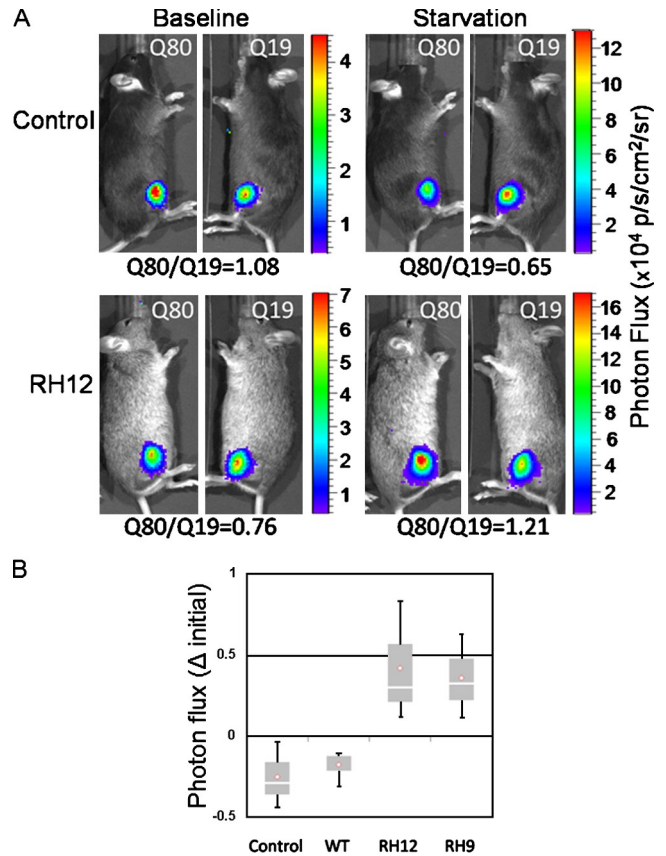 A
Baseline
Starvation
Control
Q80
Q19
4
3
2
1
Q80
Q19
12
10
8
6
4
2
Q80/Q19=1.08
Q80/Q19=0.65
RH12
Q80
Q19
7
6
5
4
3
2
1
Q80
Q19
16
14
12
10
8
6
4
2
Q80/Q19=0.76
Q80/Q19=1.21
Photon Flux (x10⁴ p/s/cm²/sr)
B
Photon flux (Δ initial)
1
0.5
0
-0.5
Control
WT
RH12
RH9